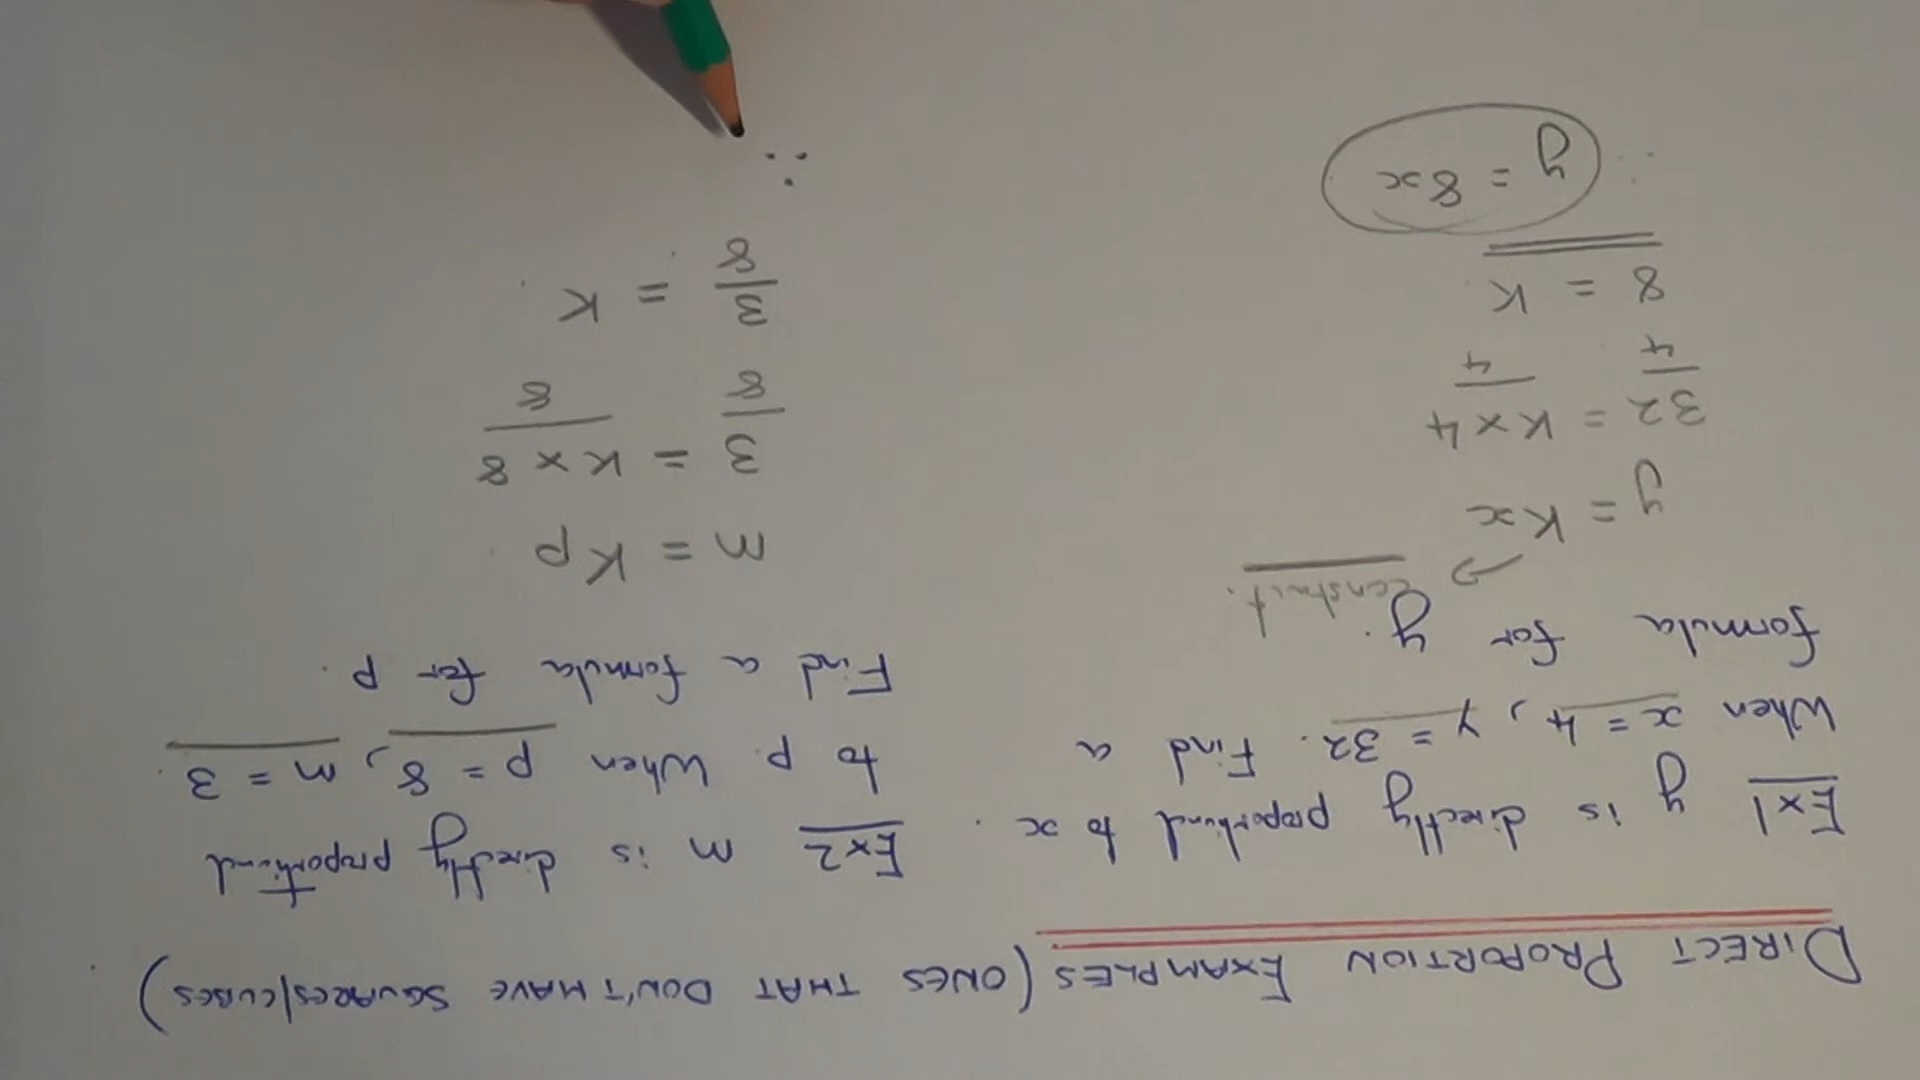 DIRECT PROPORTION EXAMPLES (ONES THAT DON'T HAVE SQUARES/CUBES)
Ex1 y is directly proportional to x.
When x = 4, y = 32. Find a
formula for y.
constant.
y = Kx
32/4 = K×4/4
8 = K
∴ y = 8x
Ex2 m is directly proportional
to p. When p = 8, m = 3.
Find a formula for p.
m = Kp
3/8 = K×8/8
3/8 = K
∴